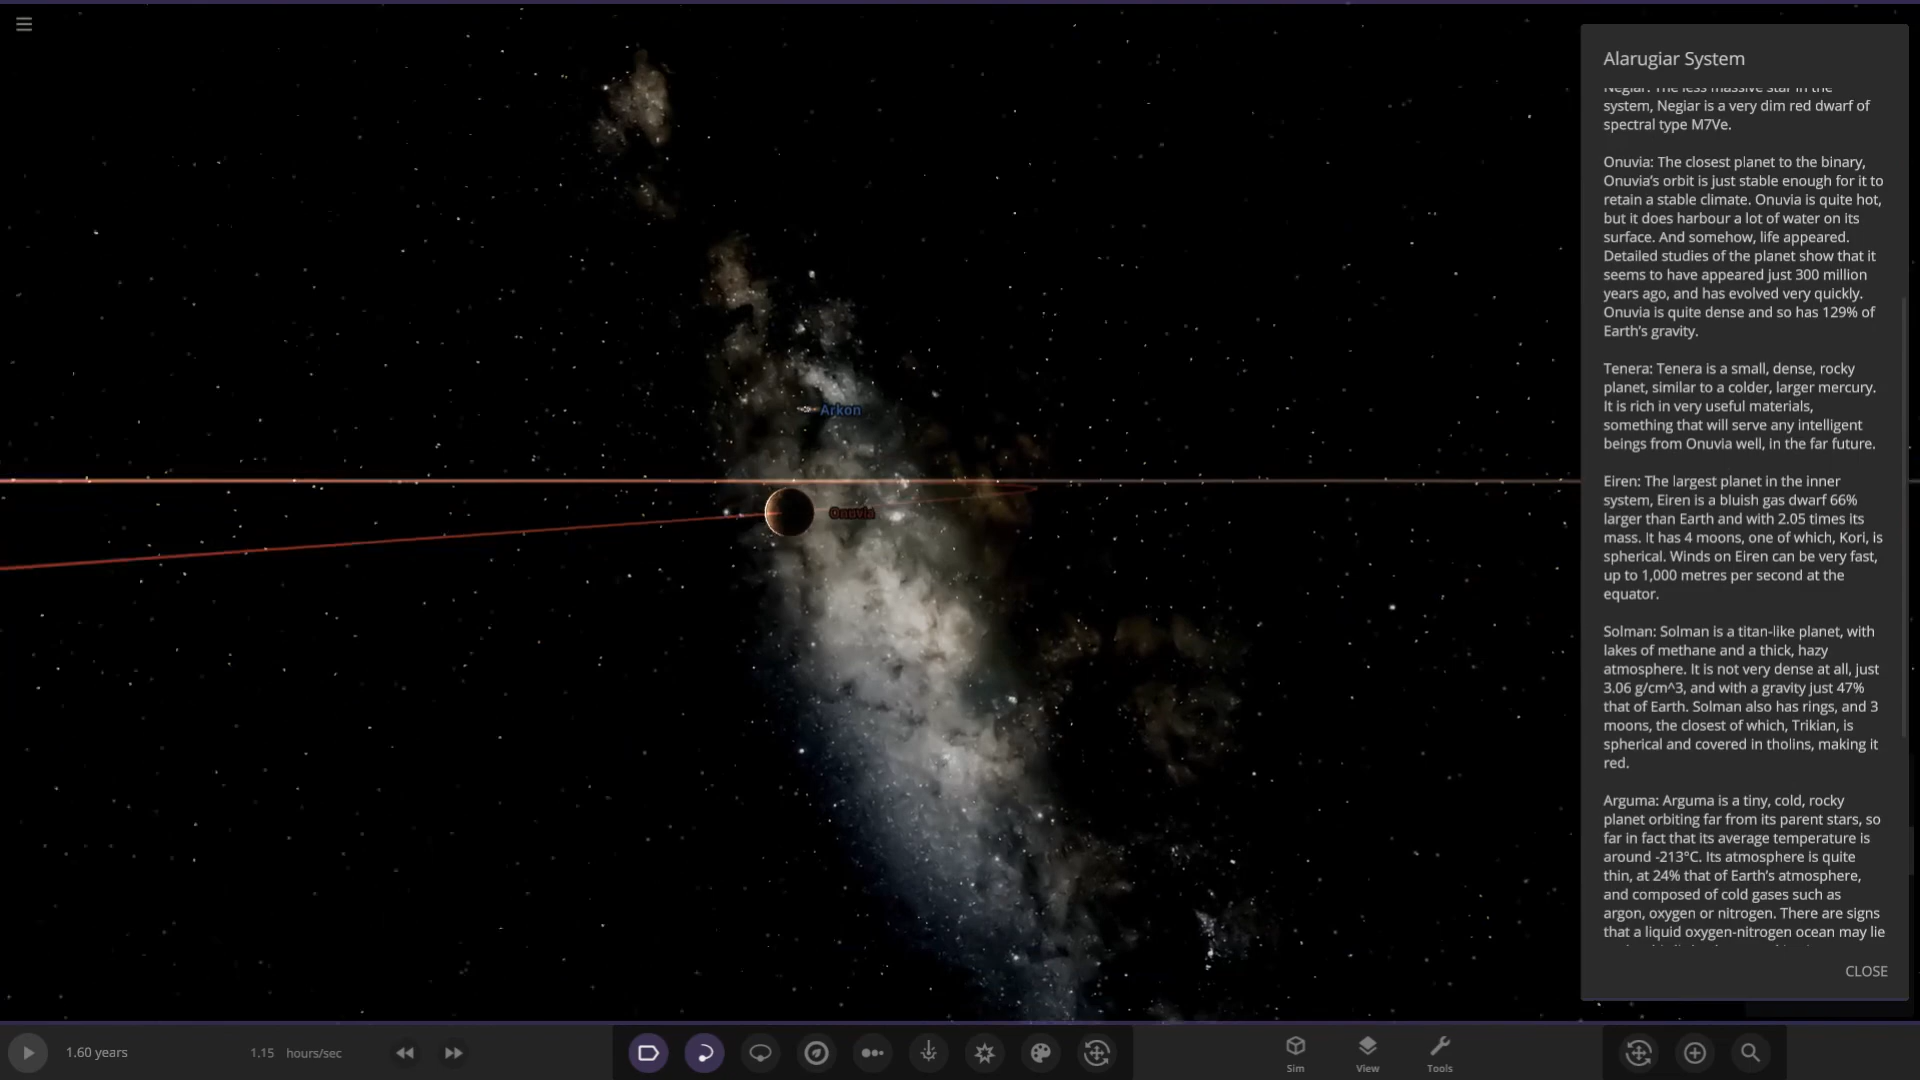 Alarugiar System
Negiar: The less massive star in the
system, Negiar is a very dim red dwarf of
spectral type M7Ve.
Onuvia: The closest planet to the binary,
Onuvia's orbit is just stable enough for it to
retain a stable climate. Onuvia is quite hot,
but it does harbour a lot of water on its
surface. And somehow, life appeared.
Detailed studies of the planet show that it
seems to have appeared just 300 million
years ago, and has evolved very quickly.
Onuvia is quite dense and so has 129% of
Earth's gravity.
Tenera: Tenera is a small, dense, rocky
planet, similar to a colder, larger mercury.
It is rich in very useful materials,
something that will serve any intelligent
beings from Onuvia well, in the far future.
Eiren: The largest planet in the inner
system, Eiren is a bluish gas dwarf 66%
larger than Earth and with 2.05 times its
mass. It has 4 moons, one of which, Kori, is
spherical. Winds on Eiren can be very fast,
up to 1,000 metres per second at the
equator.
Solman: Solman is a titan-like planet, with
lakes of methane and a thick, hazy
atmosphere. It is not very dense at all, just
3.06 g/cm^3, and with a gravity just 47%
that of Earth. Solman also has rings, and 3
moons, the closest of which, Trikian, is
spherical and covered in tholins, making it
red.
Arguma: Arguma is a tiny, cold, rocky
planet orbiting far from its parent stars, so
far in fact that its average temperature is
around -213°C. Its atmosphere is quite
thin, at 24% that of Earth's atmosphere,
and composed of cold gases such as
argon, oxygen or nitrogen. There are signs
that a liquid oxygen-nitrogen ocean may lie
CLOSE
Arkon
Onuvia
1.60 years
1.15 hours/sec
Sim
View
Tools